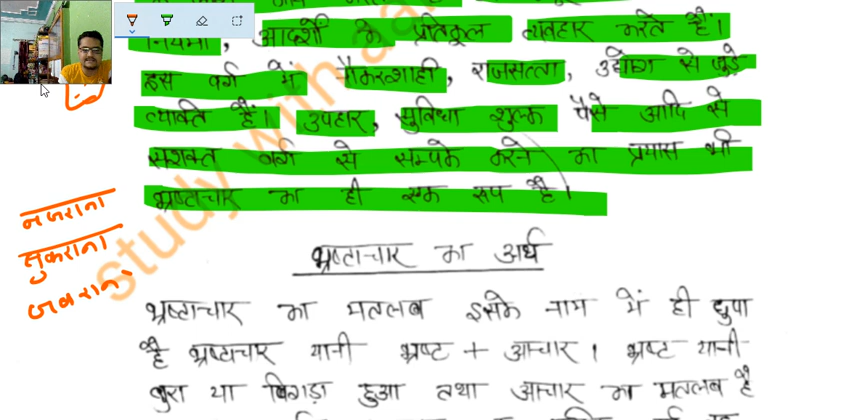 नियमो, आदर्शो के प्रतिकूल व्यवहार करते है।
इस वर्ग में नौकरशाही, राजसत्ता, उद्योग से जुड़े
व्यक्ति है। उपहार, सुविधा शुल्क पैसे आदि से
सशक्त वर्ग से सम्पर्क करने का प्रयास भी
भ्रष्टाचार का ही एक रूप है।
नजराना
सुकराना
जबराना
study with aa
भ्रष्टाचार का अर्थ
भ्रष्टाचार का मतलब इसके नाम में ही छुपा
है भ्रष्टाचार यानी भ्रष्ट + आचार। भ्रष्ट यानी
बुरा या बिगड़ा हुआ तथा आचार का मतलब है